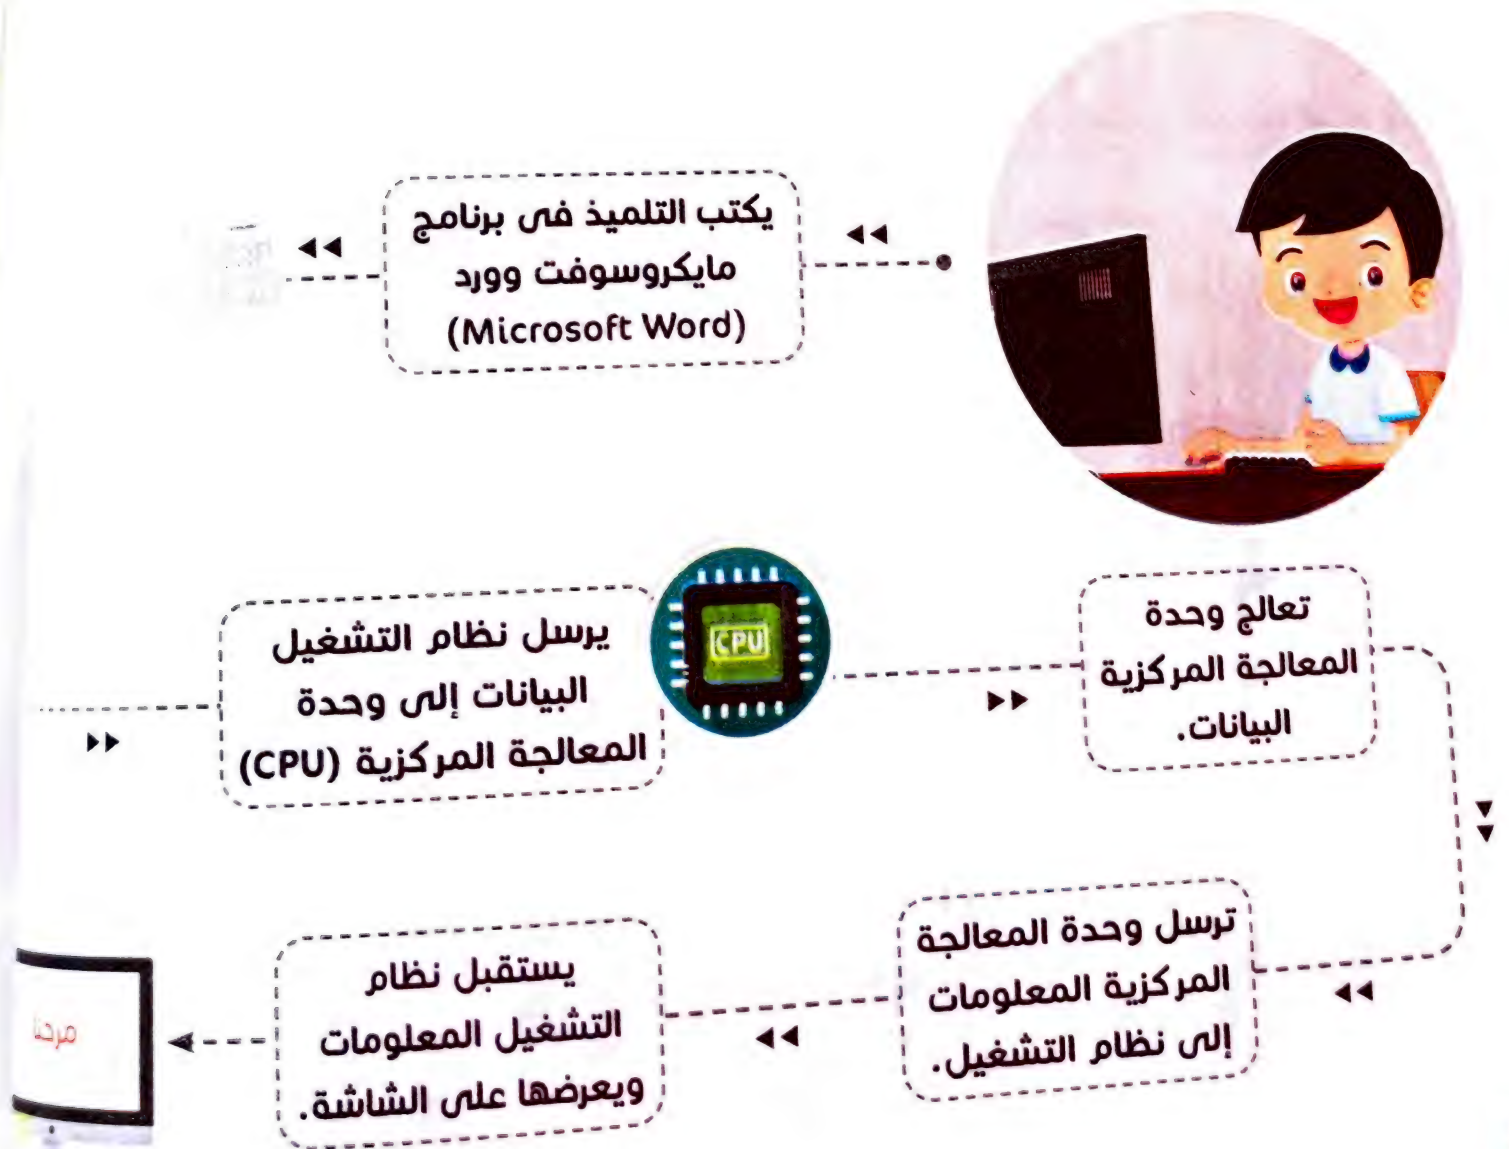 يكتب التلميذ فى برنامج
مايكروسوفت وورد
(Microsoft Word)
يرسل نظام التشغيل
البيانات إلى وحدة
المعالجة المركزية (CPU)
CPU
تعالج وحدة
المعالجة المركزية
البيانات.
ترسل وحدة المعالجة
المركزية المعلومات
إلى نظام التشغيل.
يستقبل نظام
التشغيل المعلومات
ويعرضها على الشاشة.